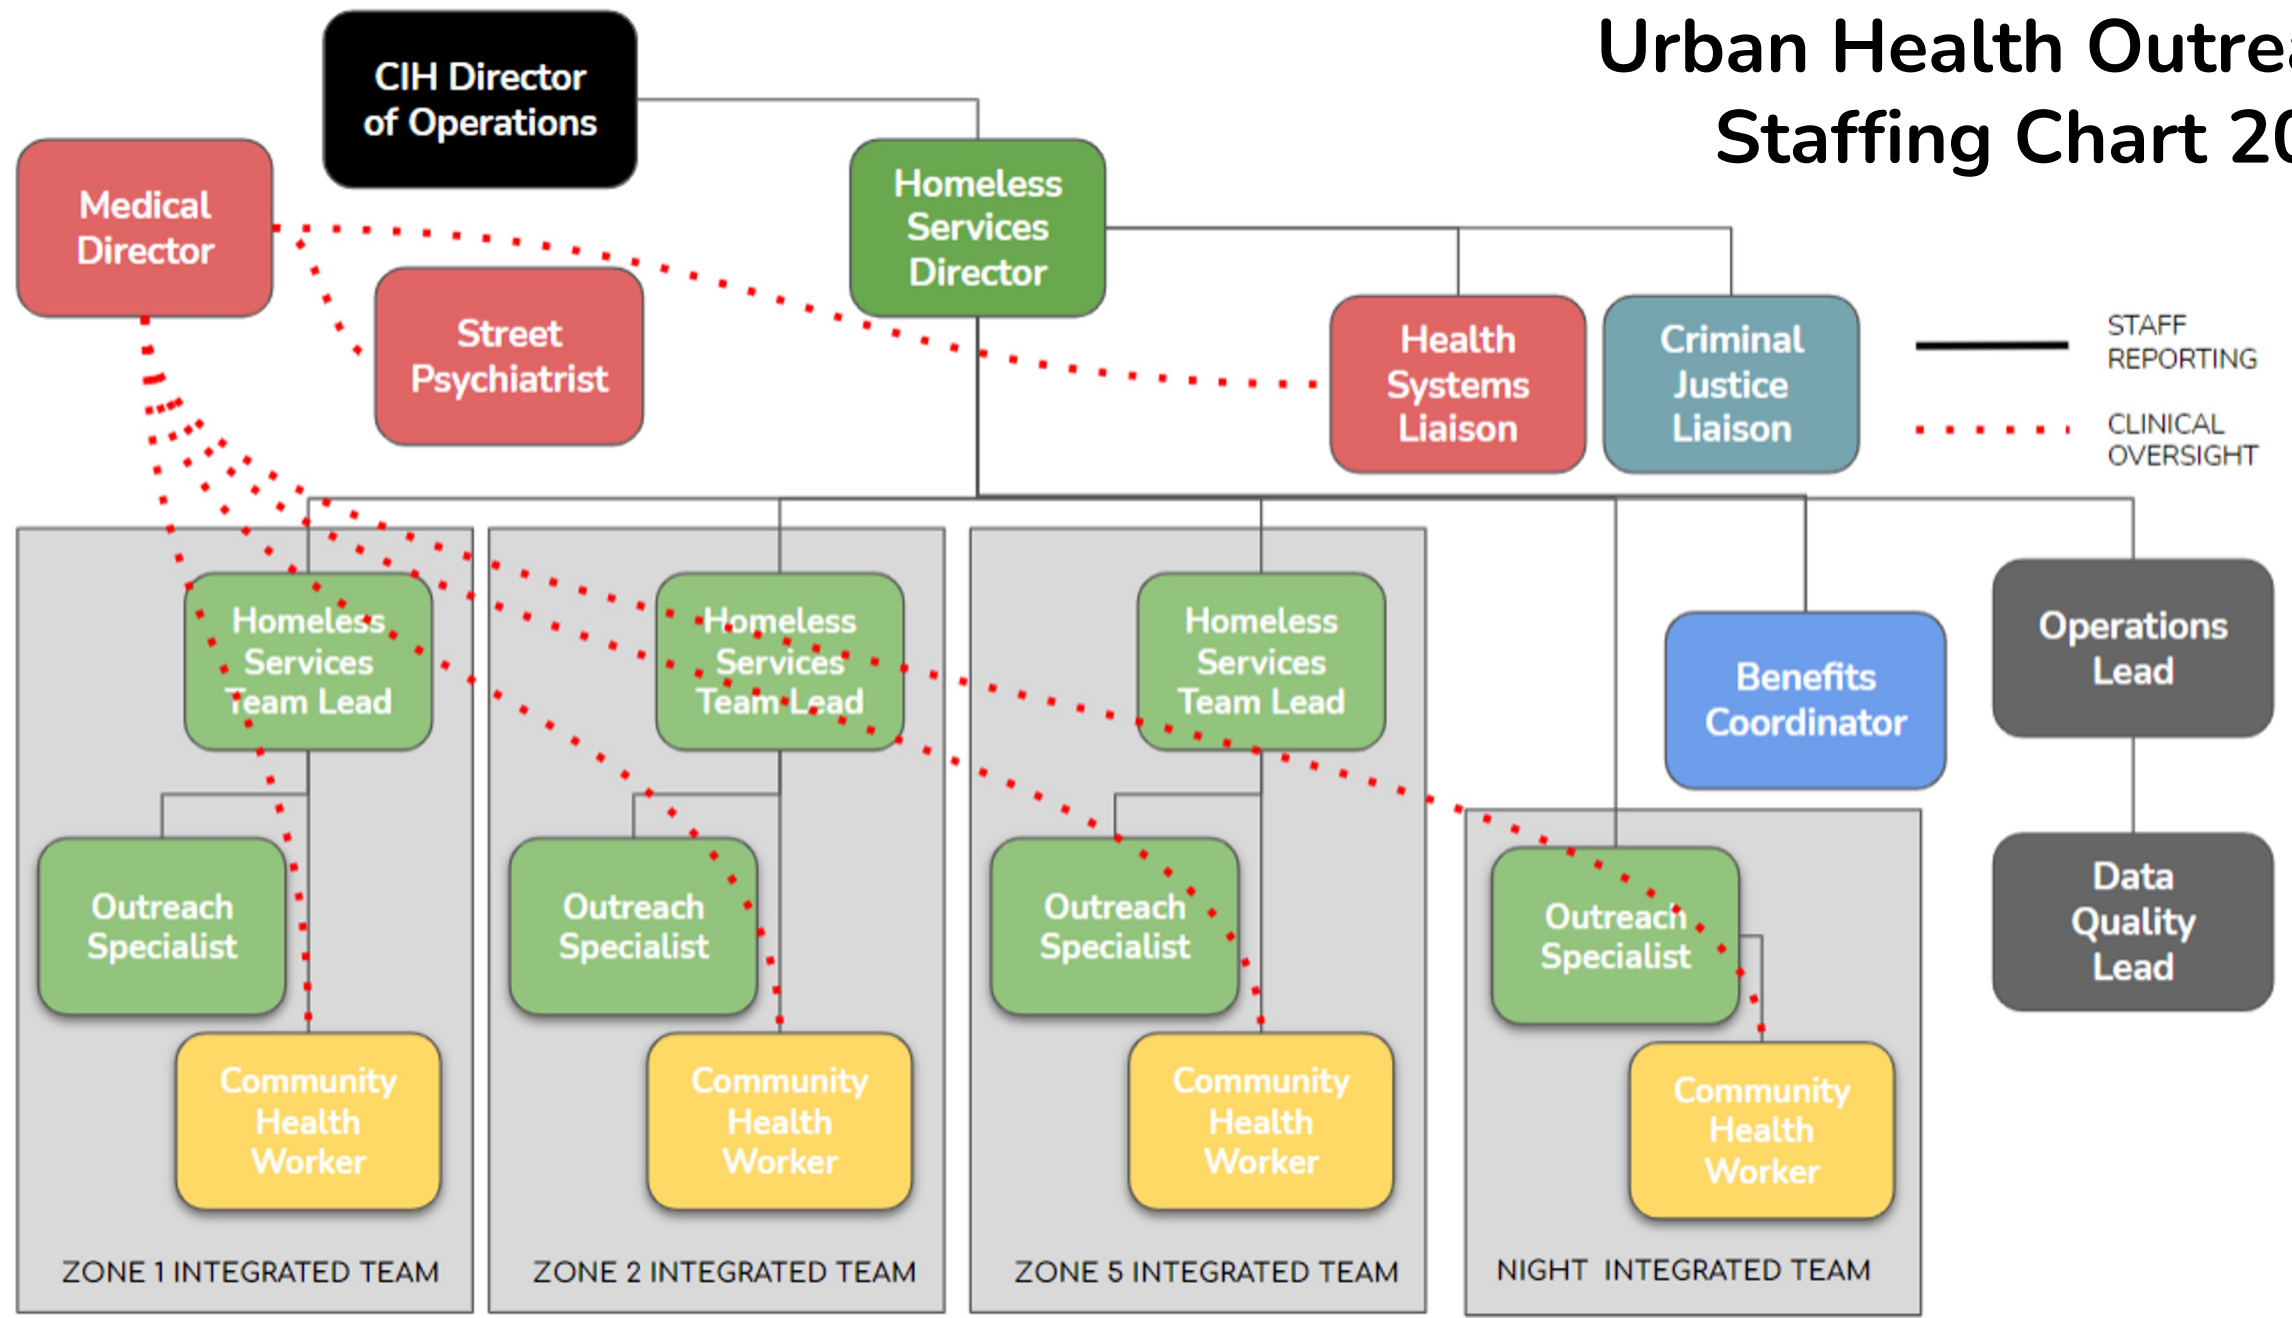 Urban Health Outrea
Staffing Chart 20
CIH Director
of Operations
Medical
Director
Homeless
Services
Director
Street
Psychiatrist
Health
Systems
Liaison
Criminal
Justice
Liaison
STAFF
REPORTING
CLINICAL
OVERSIGHT
Homeless
Services
Team Lead
Homeless
Services
Team Lead
Homeless
Services
Team Lead
Benefits
Coordinator
Operations
Lead
Outreach
Specialist
Outreach
Specialist
Outreach
Specialist
Outreach
Specialist
Data
Quality
Lead
Community
Health
Worker
Community
Health
Worker
Community
Health
Worker
Community
Health
Worker
ZONE 1 INTEGRATED TEAM
ZONE 2 INTEGRATED TEAM
ZONE 5 INTEGRATED TEAM
NIGHT INTEGRATED TEAM